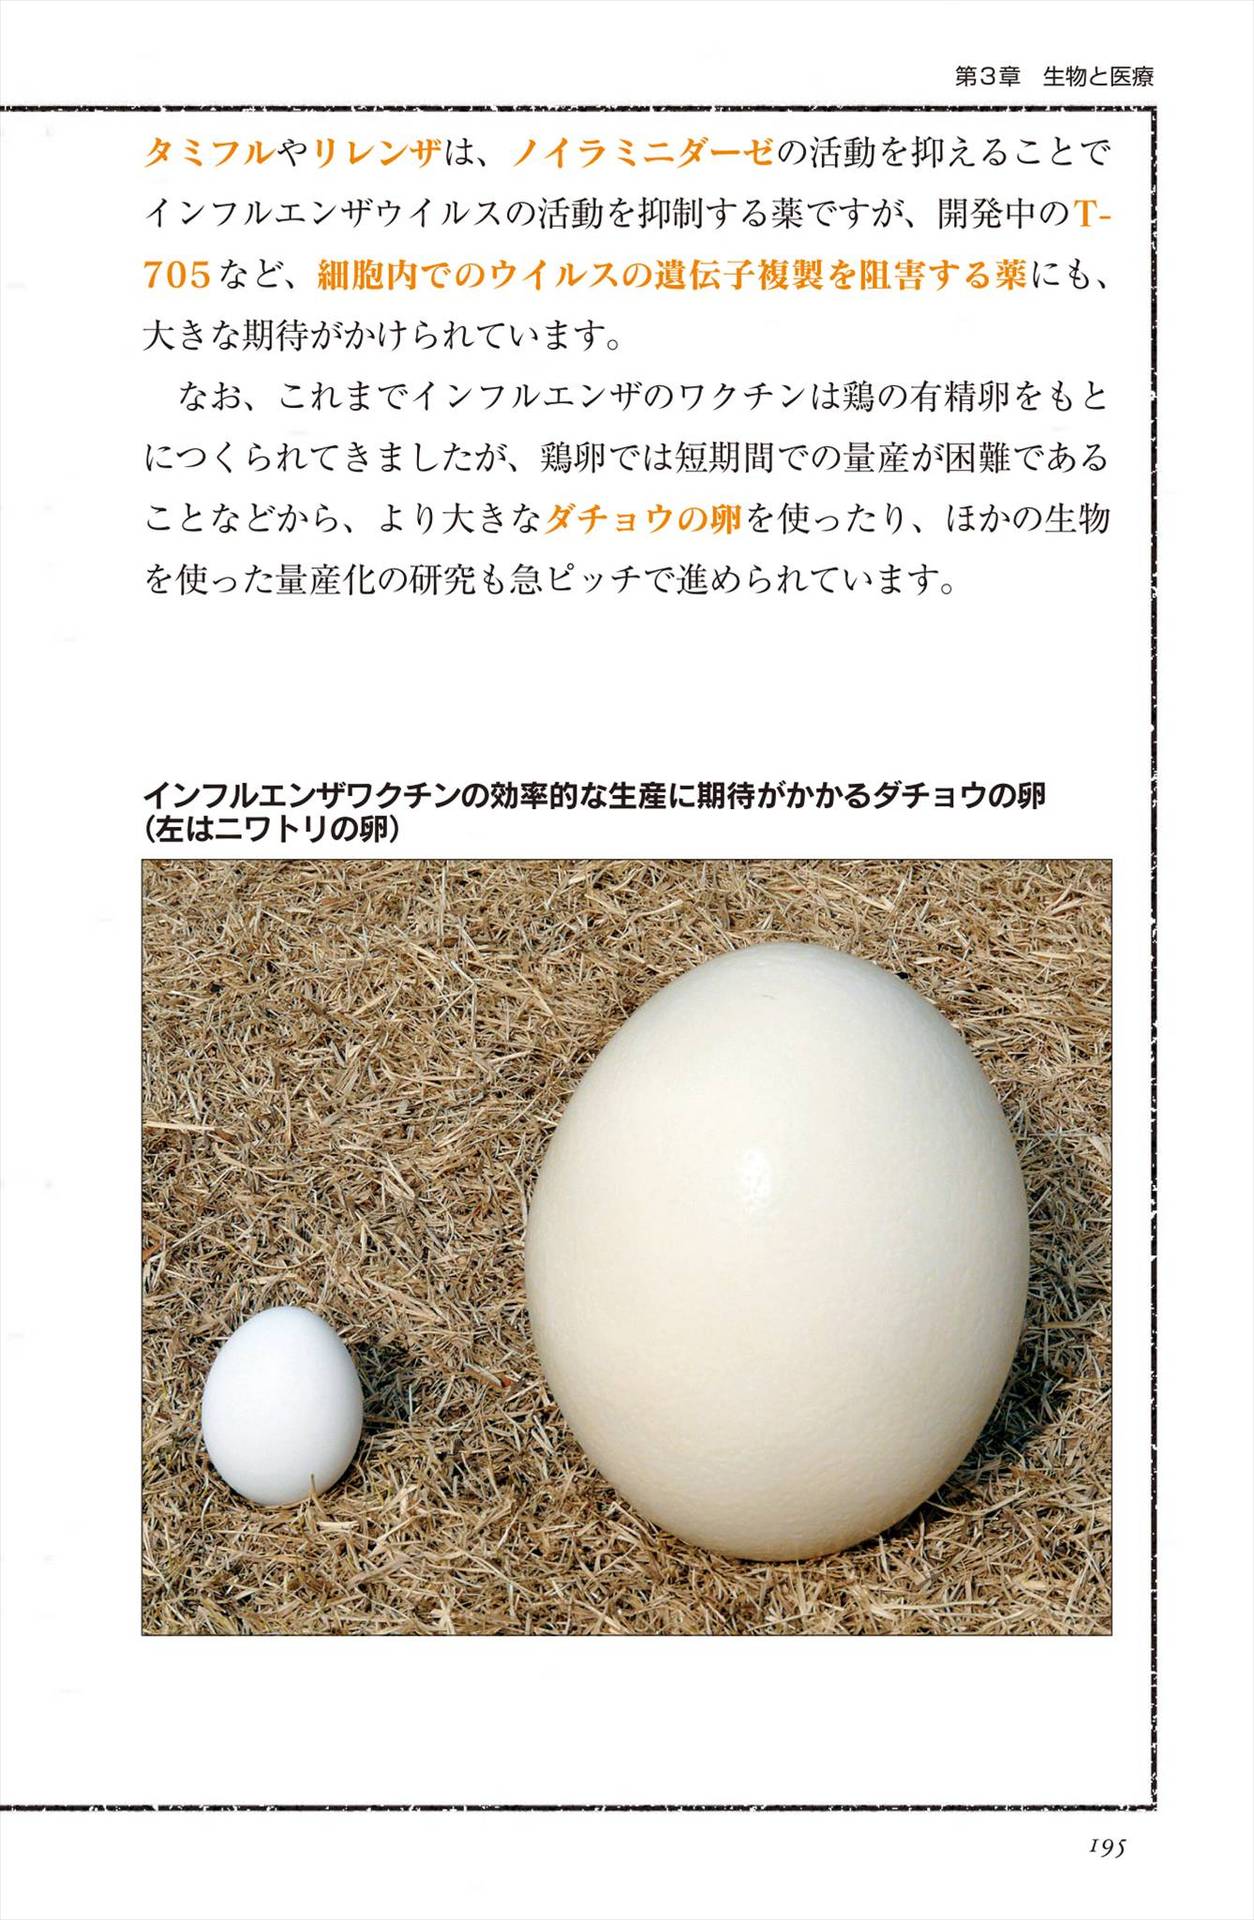 第3章　生物と医療
タミフルやリレンザは、ノイラミニダーゼの活動を抑えることで
インフルエンザウイルスの活動を抑制する薬ですが、開発中のT-
705など、細胞内でのウイルスの遺伝子複製を阻害する薬にも、
大きな期待がかけられています。
　なお、これまでインフルエンザのワクチンは鶏の有精卵をもと
につくられてきましたが、鶏卵では短期間での量産が困難である
ことなどから、より大きなダチョウの卵を使ったり、ほかの生物
を使った量産化の研究も急ピッチで進められています。
インフルエンザワクチンの効率的な生産に期待がかかるダチョウの卵
（左はニワトリの卵）
195